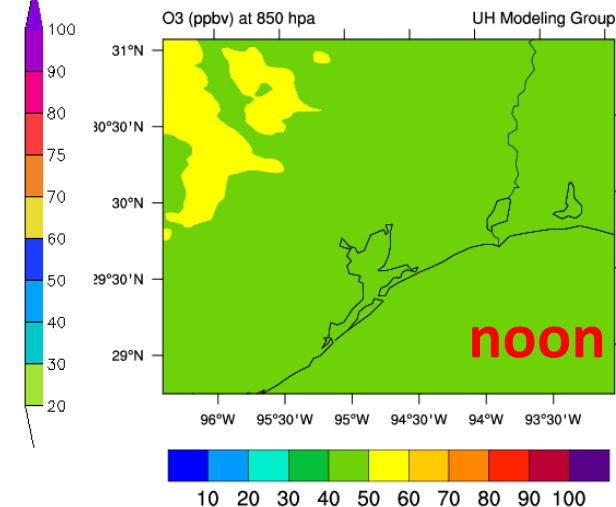 O3 (ppbv) at 850 hpa UH Modeling Group
100
90
80
75
70
60
50
40
30
20
31°N
30°30'N
30°N
29°30'N
29°N
noon
96°W 95°30'W 95°W 94°30'W 94°W 93°30'W
10 20 30 40 50 60 70 80 90 100